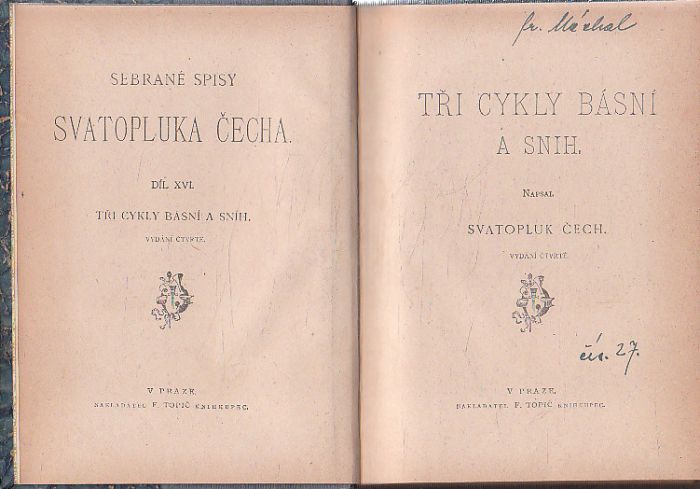 SEBRANÉ SPISY
SVATOPLUKA ČECHA.
DÍL XVI.
TŘI CYKLY BÁSNÍ A SNÍH.
VYDÁNÍ ČTVRTÉ.
V PRAZE.
NAKLADATEL F. TOPIČ KNIHKUPEC.
fr. Máchal
TŘI CYKLY BÁSNÍ
A SNIH.
NAPSAL
SVATOPLUK ČECH.
VYDÁNÍ ČTVRTÉ.
čís. 27.
V PRAZE.
NAKLADATEL F. TOPIČ KNIHKUPEC.